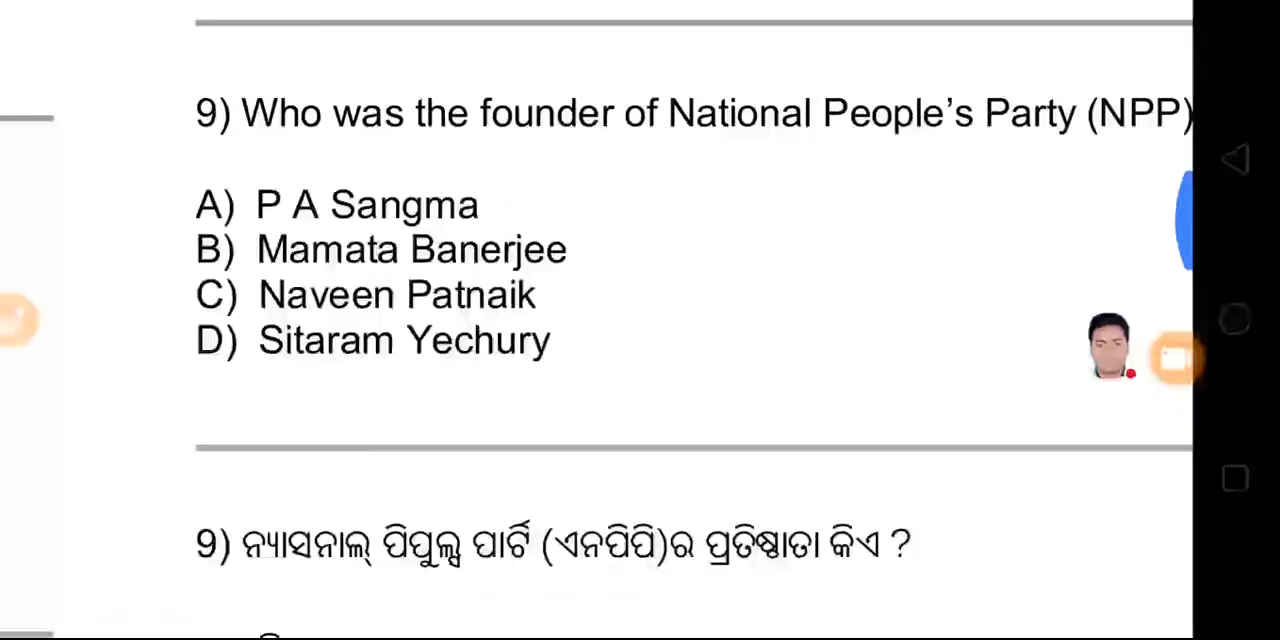 9) Who was the founder of National People’s Party (NPP)
A) P A Sangma
B) Mamata Banerjee
C) Naveen Patnaik
D) Sitaram Yechury
9) ନ୍ୟାସନାଲ୍ ପିପୁଲ୍ସ ପାର୍ଟି (ଏନପିପି)ର ପ୍ରତିଷ୍ଠାତା କିଏ ?